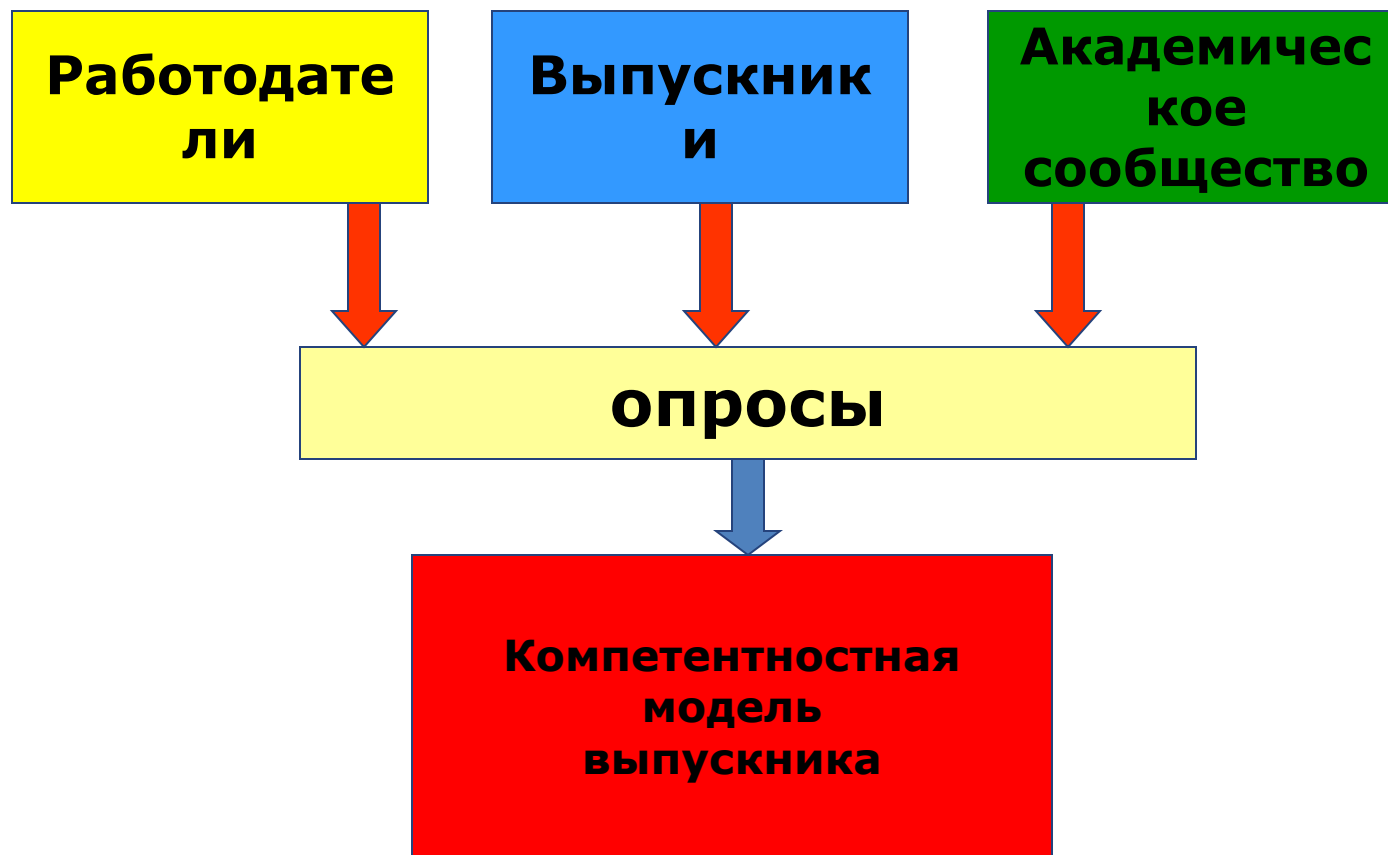 Работодате
ли
Выпускник
и
Академичес
кое
сообщество
опросы
Компетентностная
модель
выпускника